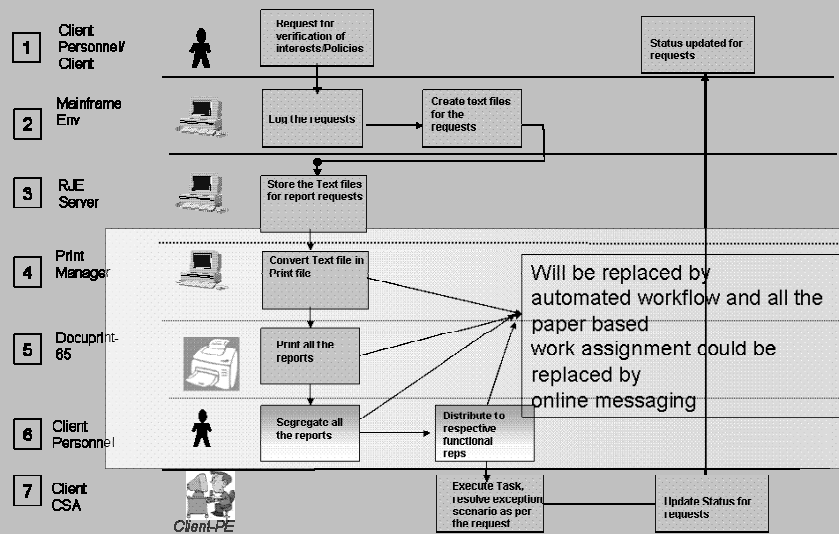 1
Client
Personnel/
Client
Request for
verification of
interests/Policies
Status updated for
requests
2
Mainframe
Env
Log the requests
Create text files
for the
requests
3
RJE
Server
Store the Text files
for report requests
4
Print
Manager
Convert Text file in
Print file
Will be replaced by
automated workflow and all the
paper based
work assignment could be
replaced by
online messaging
5
Docuprint-
65
Print all the
reports
6
Client
Personnel
Segregate all
the reports
Distribute to
respective
functional
reps
7
Client
CSA
Client-PE
Execute Task,
resolve exception
scenario as per
the request
Update Status for
requests